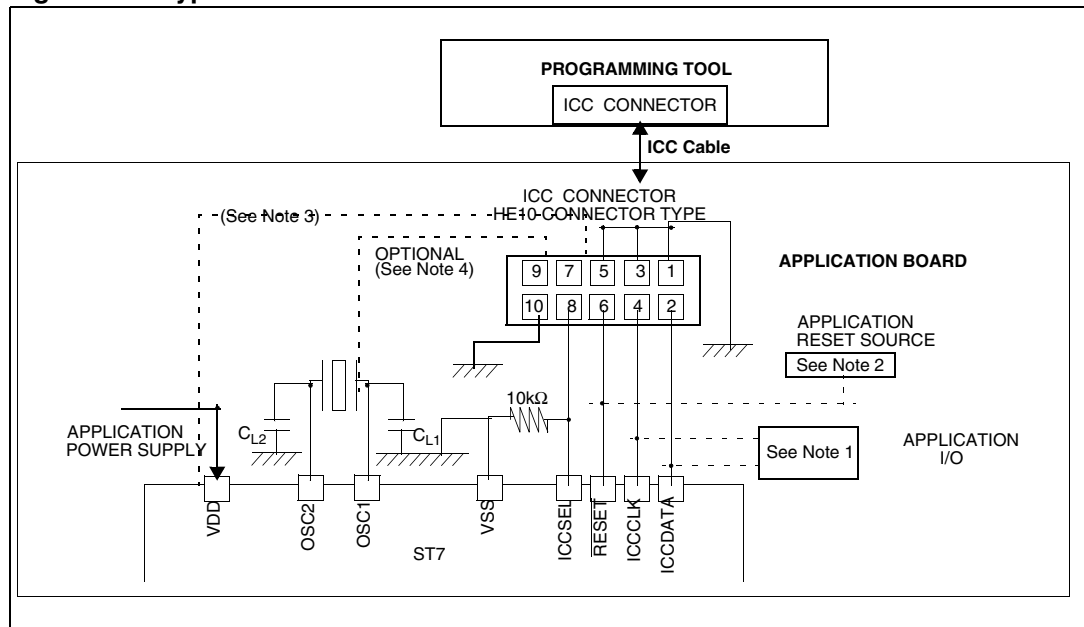 PROGRAMMING TOOL
ICC CONNECTOR
ICC Cable
ICC CONNECTOR
HE10 CONNECTOR TYPE
(See Note 3)
OPTIONAL
(See Note 4)
9 7 5 3 1
10 8 6 4 2
APPLICATION BOARD
APPLICATION
RESET SOURCE
See Note 2
10kΩ
APPLICATION
POWER SUPPLY
CL2
CL1
See Note 1
APPLICATION
I/O
VDD
OSC2
OSC1
VSS
ICCSEL
RESET
ICCCLK
ICCDATA
ST7